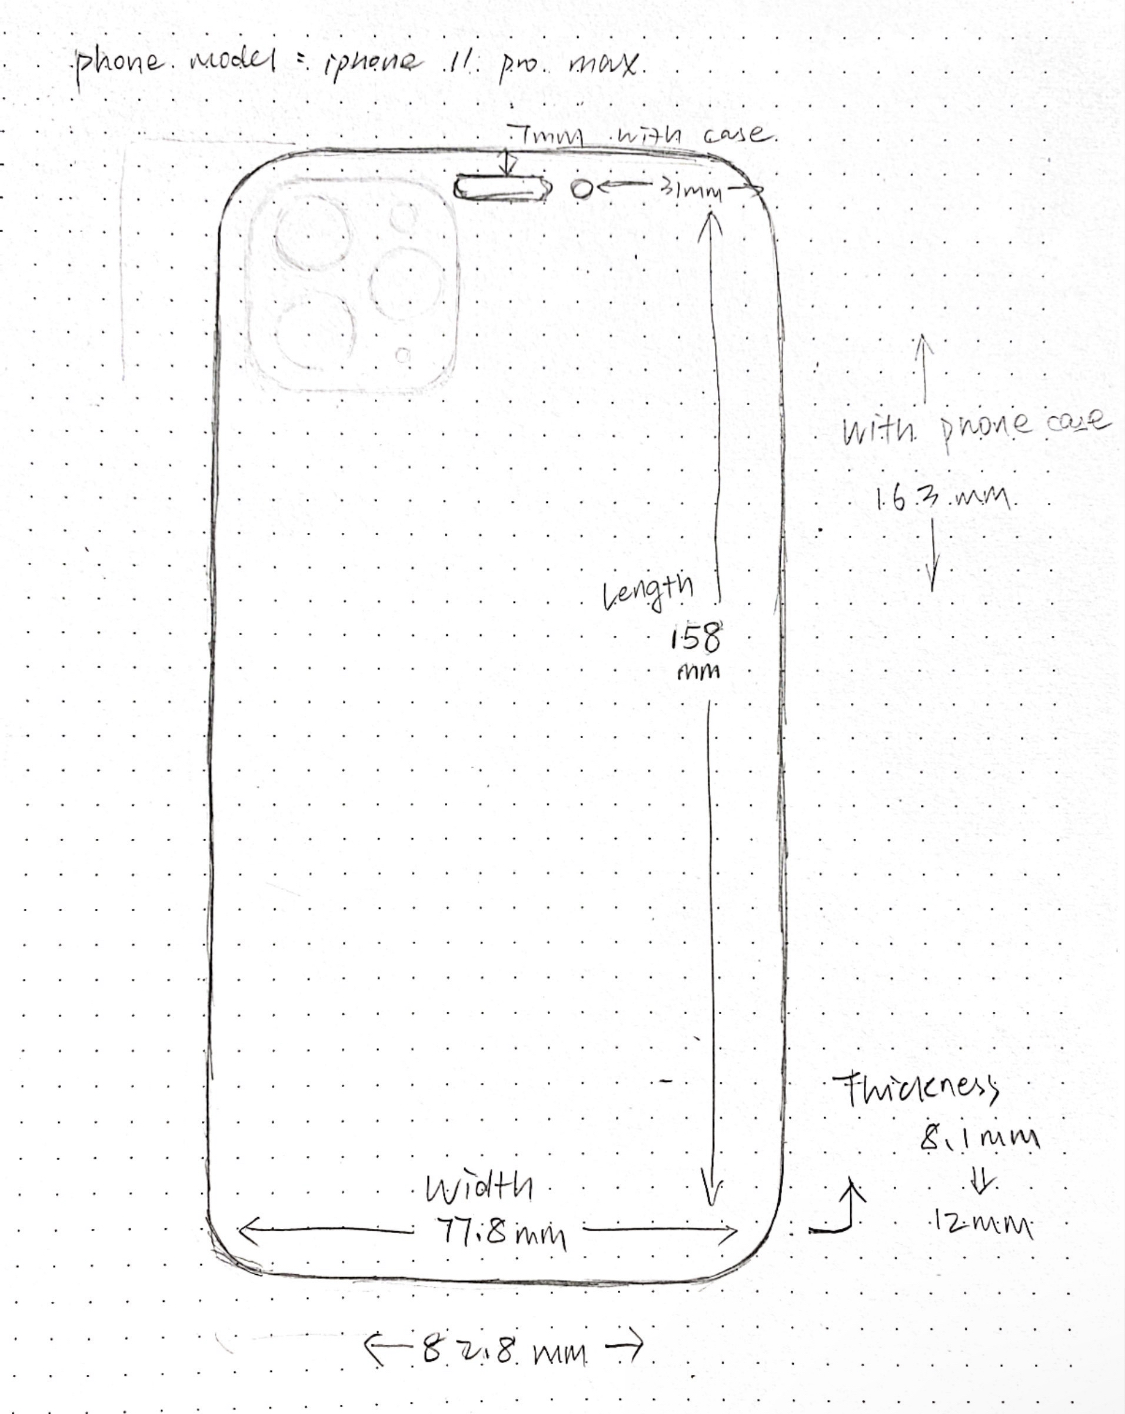 phone model = iphone 11 pro max
7mm with case
31mm
with phone case
163 mm
Length
158
mm
Thickness
8.1mm
12mm
Width
77.8mm
82.8 mm